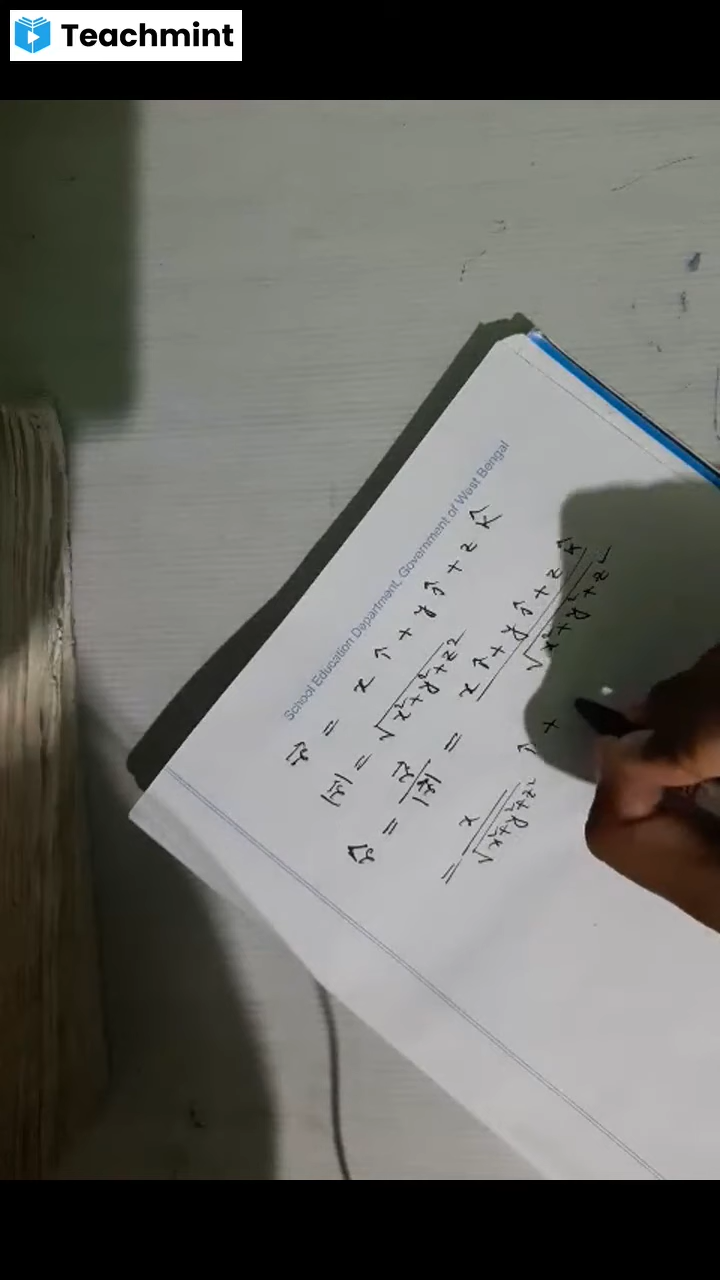 Teachmint
School Education Department, Government of West Bengal
r⃗ = x î + y ĵ + z k̂
|r⃗| = √(x² + y² + z²)
r̂ = r⃗ / |r⃗| = (x î + y ĵ + z k̂) / √(x² + y² + z²)
= x / √(x² + y² + z²) î +